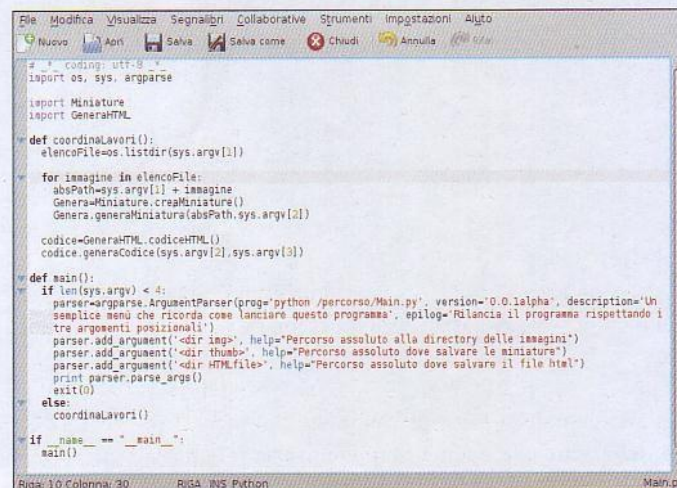 File Modifica Visualizza Segnalibri Collaborative Strumenti Impostazioni Aiuto
Nuovo Apri Salva Salva come Chiudi Annulla Rifai
# _*_ coding: utf-8 _*_
import os, sys, argparse
import Miniature
import GeneraHTML
def coordinaLavori():
elencoFile=os.listdir(sys.argv[1])
for immagine in elencoFile:
absPath=sys.argv[1] + immagine
Genera=Miniature.creaMiniature()
Genera.generaMiniatura(absPath,sys.argv[2])
codice=GeneraHTML.codiceHTML()
codice.generaCodice(sys.argv[2],sys.argv[3])
def main():
if len(sys.argv) < 4:
parser=argparse.ArgumentParser(prog='python /percorso/Main.py', version='0.0.1alpha', description='Un
semplice menù che ricorda come lanciare questo programma', epilog='Rilancia il programma rispettando i
tre argomenti posizionali')
parser.add_argument('<dir img>', help="Percorso assoluto alla directory delle immagini")
parser.add_argument('<dir thumb>', help="Percorso assoluto dove salvare le miniature")
parser.add_argument('<dir HTMLfile>', help="Percorso assoluto dove salvare il file html")
print parser.parse_args()
exit(0)
else:
coordinaLavori()
if __name__ == "__main__":
main()
Riga: 10 Colonna: 30 RIGA INS Python Main.p